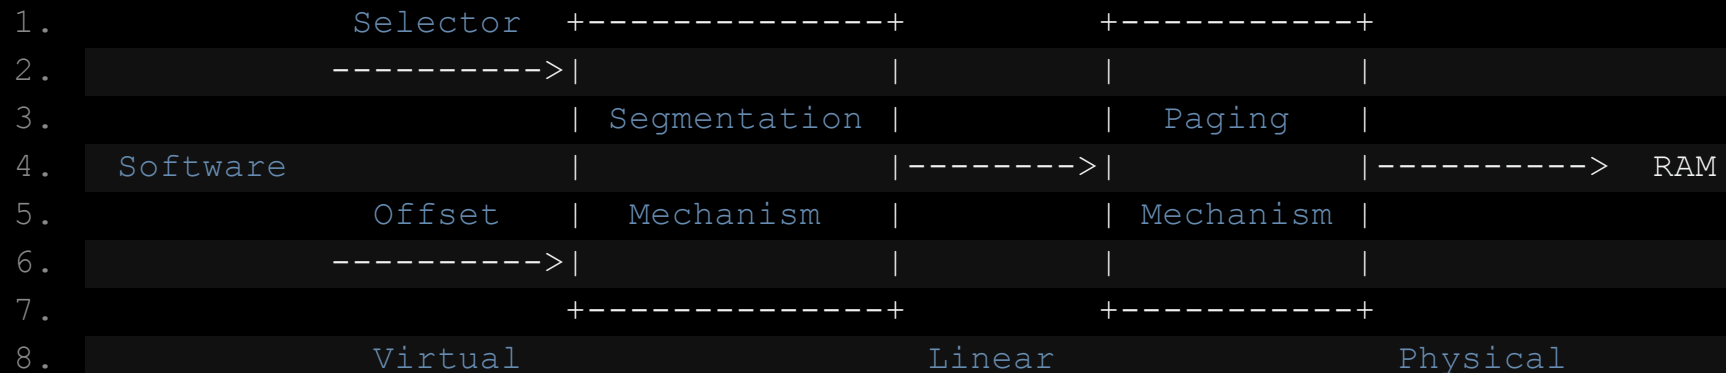 1.              Selector  +---------------+         +------------+
2.            ---------->|               |         |            |
3.                        | Segmentation |         |  Paging   |
4.  Software              |               |-------->|            |---------->  RAM
5.               Offset   |  Mechanism   |         | Mechanism |
6.            ---------->|               |         |            |
7.                        +---------------+         +------------+
8.               Virtual                    Linear                Physical